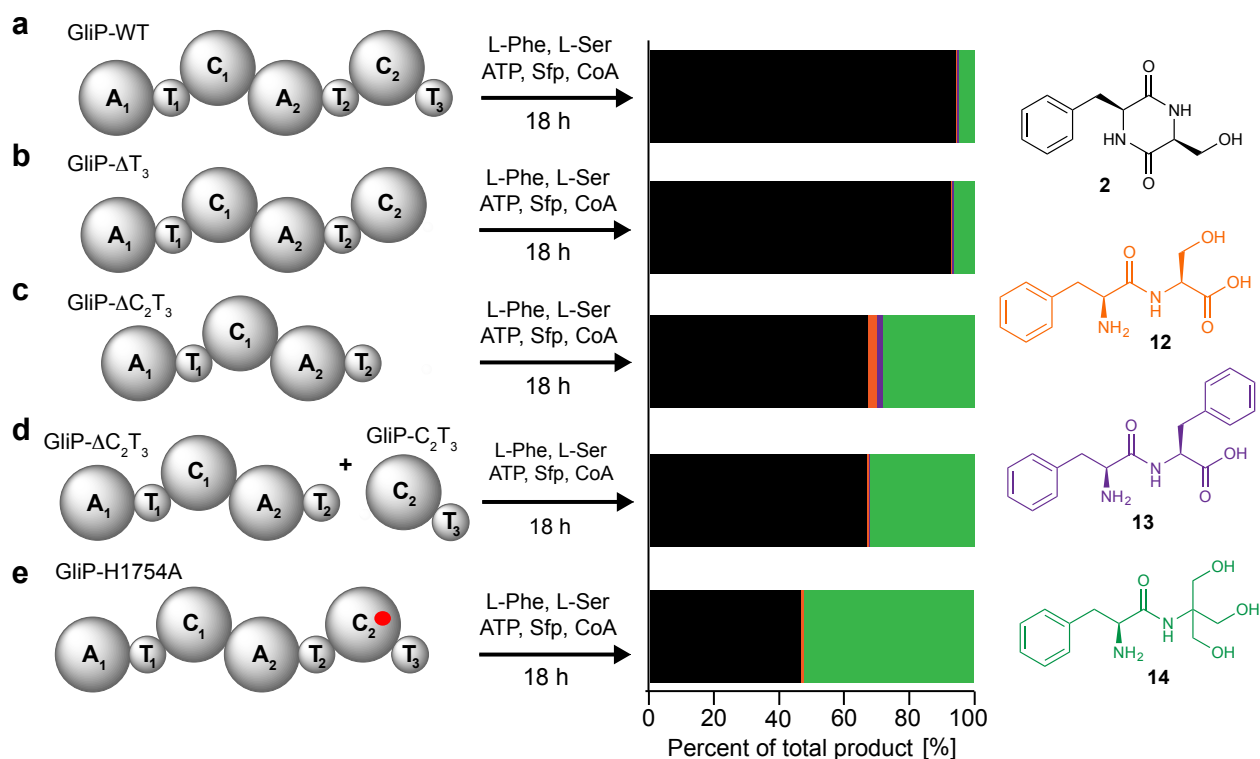 a
GliP-WT
A₁ T₁ C₁ A₂ T₂ C₂ T₃
L-Phe, L-Ser
ATP, Sfp, CoA
18 h
b
GliP-ΔT₃
A₁ T₁ C₁ A₂ T₂ C₂
L-Phe, L-Ser
ATP, Sfp, CoA
18 h
c
GliP-ΔC₂T₃
A₁ T₁ C₁ A₂ T₂
L-Phe, L-Ser
ATP, Sfp, CoA
18 h
d
GliP-ΔC₂T₃
A₁ T₁ C₁ A₂ T₂
+
GliP-C₂T₃
C₂ T₃
L-Phe, L-Ser
ATP, Sfp, CoA
18 h
e
GliP-H1754A
A₁ T₁ C₁ A₂ T₂ C₂ T₃
L-Phe, L-Ser
ATP, Sfp, CoA
18 h
0 20 40 60 80 100
Percent of total product [%]
O
NH
HN
OH
O
2
OH
O
OH
N
H
NH₂
O
12
O
OH
N
H
NH₂
O
13
OH
O
OH
N
H
NH₂
OH
14